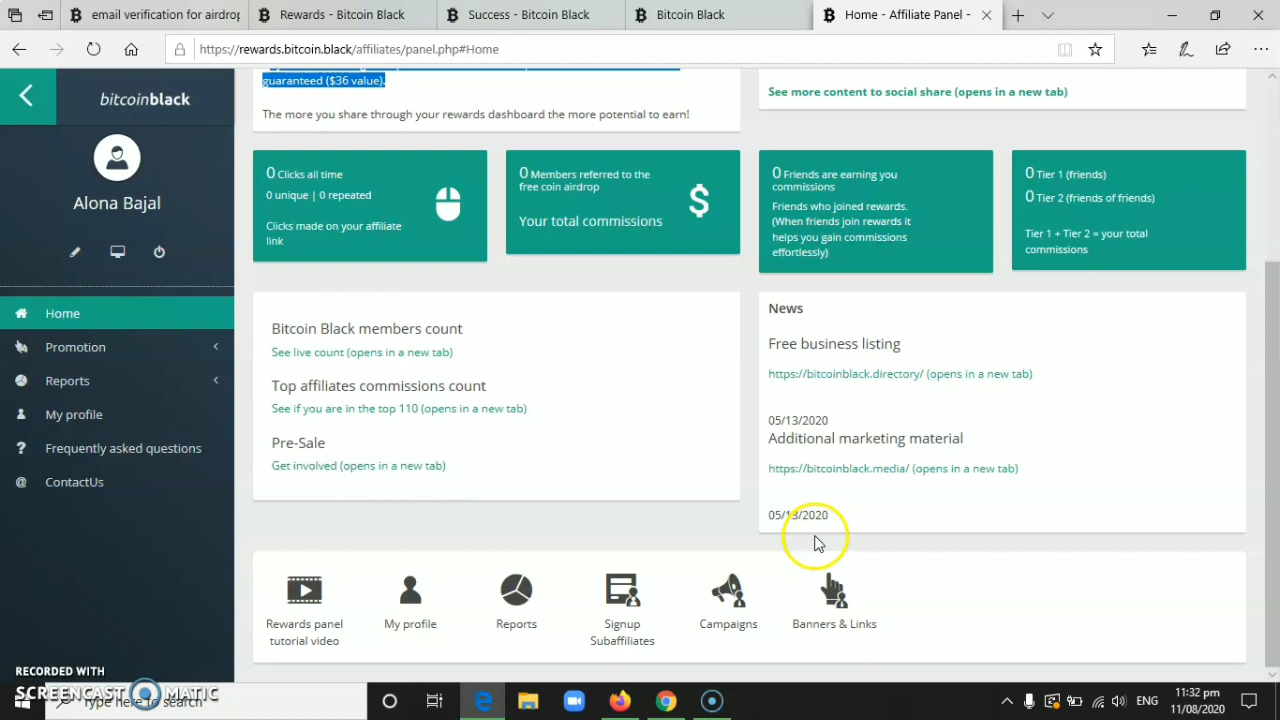 email verification for airdrop
Rewards - Bitcoin Black
Success - Bitcoin Black
Bitcoin Black
Home - Affiliate Panel -
https://rewards.bitcoin.black/affiliates/panel.php#Home
bitcoinblack
Alona Bajal
Home
Promotion
Reports
My profile
Frequently asked questions
ContactUs
guaranteed ($36 value).
The more you share through your rewards dashboard the more potential to earn!
See more content to social share (opens in a new tab)
0 Clicks all time
0 unique | 0 repeated
Clicks made on your affiliate
link
0 Members referred to the
free coin airdrop
Your total commissions
0 Friends are earning you
commissions
Friends who joined rewards.
(When friends join rewards it
helps you gain commissions
effortlessly)
0 Tier 1 (friends)
0 Tier 2 (friends of friends)
Tier 1 + Tier 2 = your total
commissions
Bitcoin Black members count
See live count (opens in a new tab)
Top affiliates commissions count
See if you are in the top 110 (opens in a new tab)
Pre-Sale
Get involved (opens in a new tab)
News
Free business listing
https://bitcoinblack.directory/ (opens in a new tab)
05/13/2020
Additional marketing material
https://bitcoinblack.media/ (opens in a new tab)
05/13/2020
Rewards panel
tutorial video
My profile
Reports
Signup
Subaffiliates
Campaigns
Banners & Links
RECORDED WITH
SCREENCAST MATIC
Type here to search
ENG
11:32 pm
11/08/2020